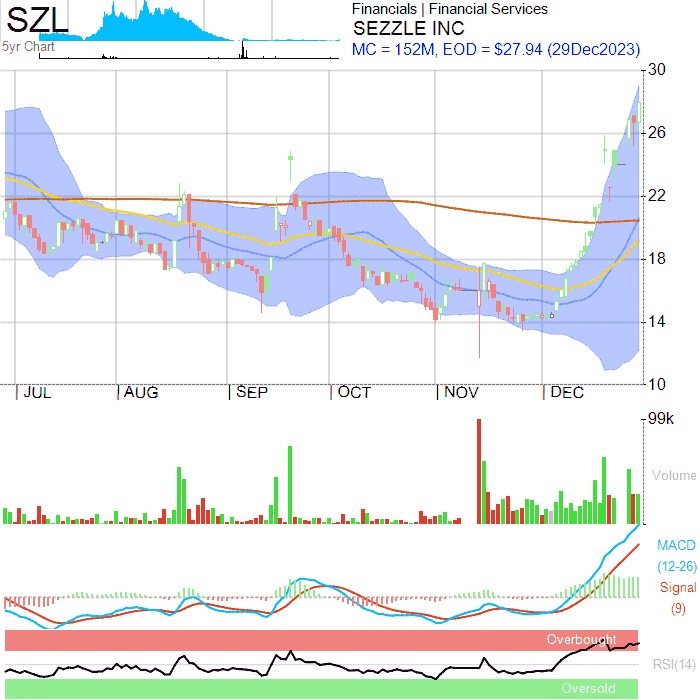 SZL
5yr Chart
Financials | Financial Services
SEZZLE INC
MC = 152M, EOD = $27.94 (29Dec2023)
30
26
22
18
14
10
JUL AUG SEP OCT NOV DEC
99k
Volume
MACD
(12-26)
Signal
(9)
Overbought
RSI(14)
Oversold